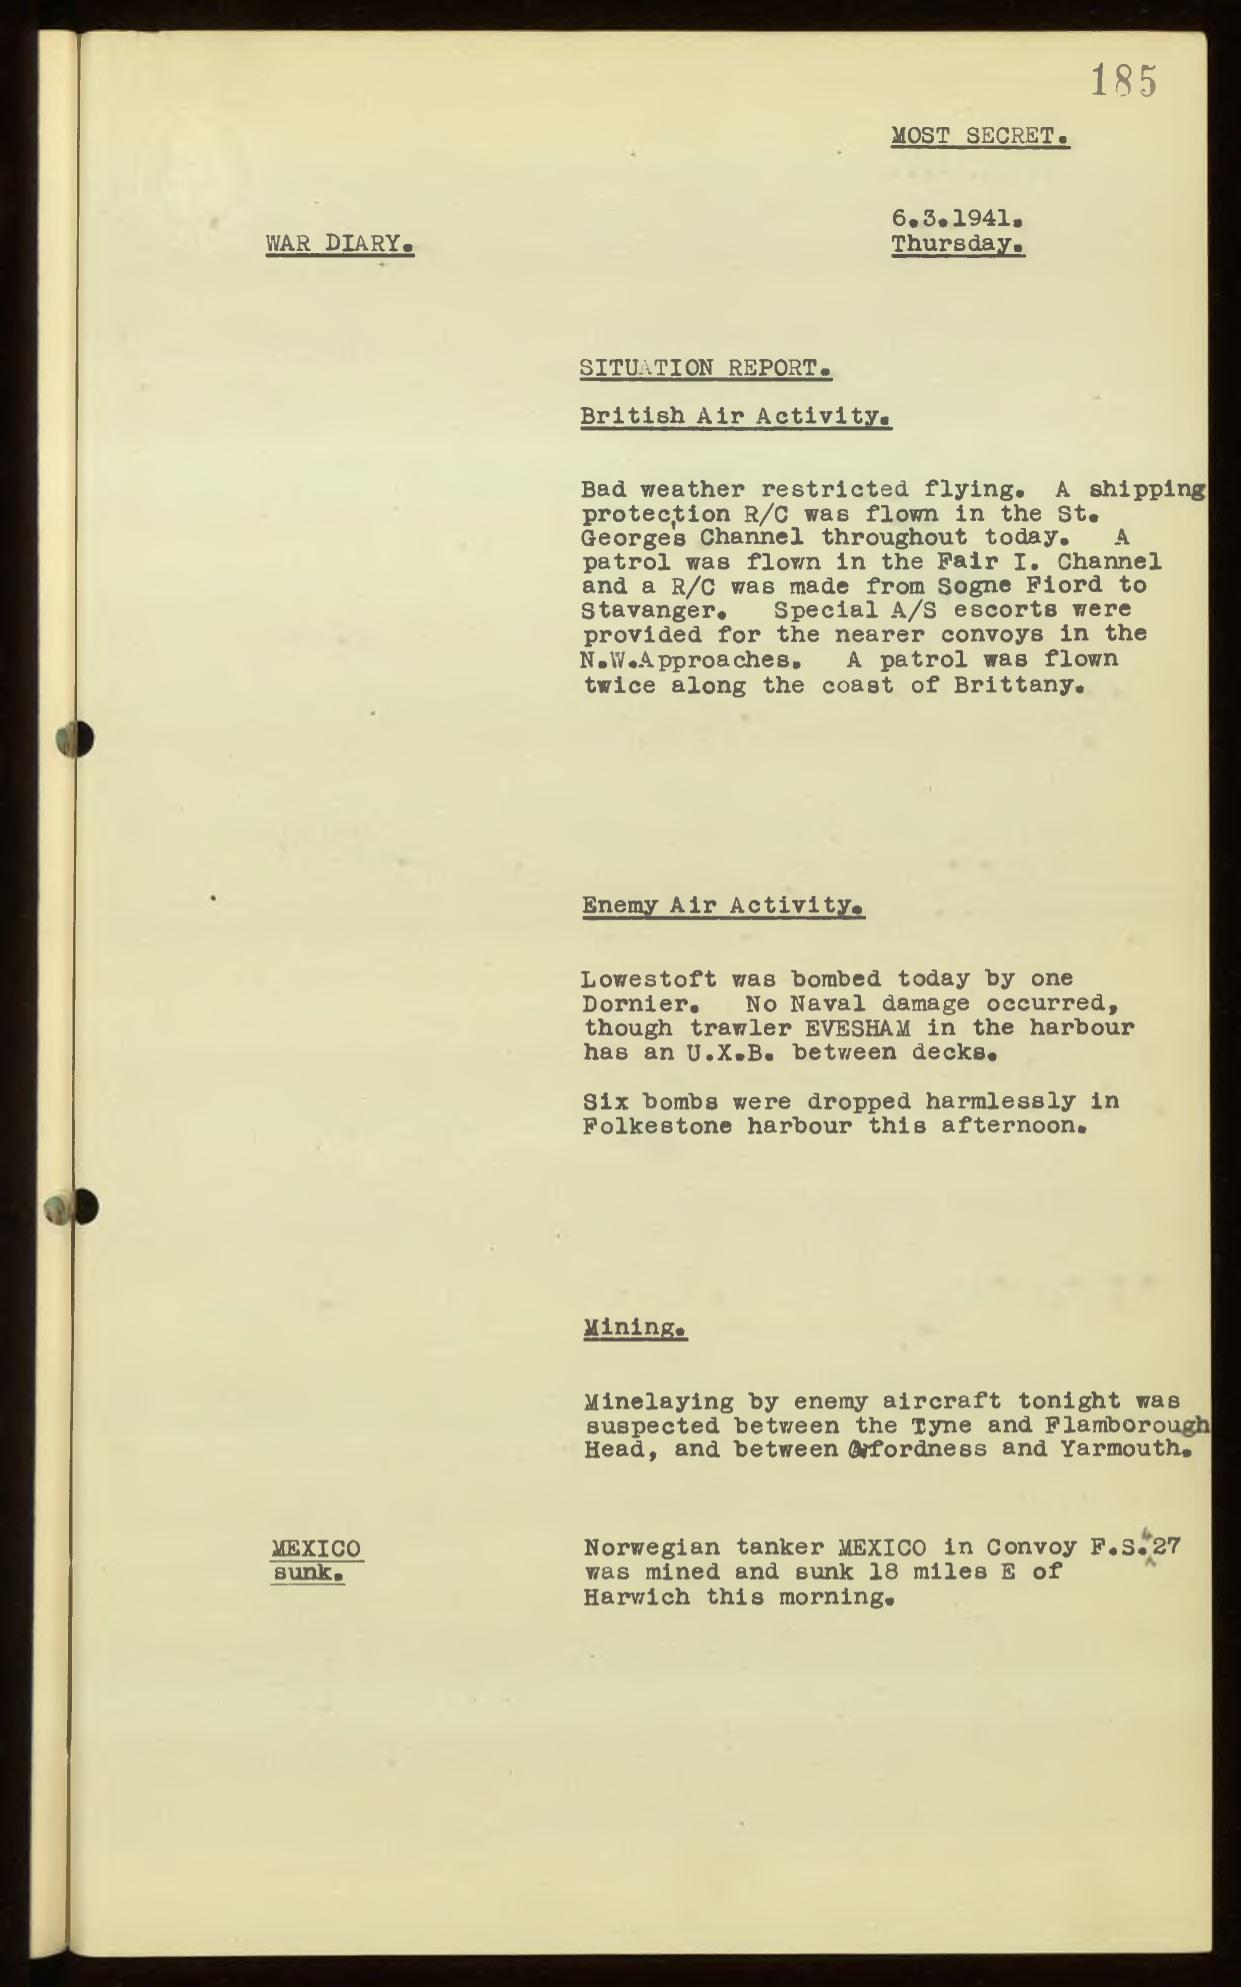 185
MOST SECRET.
6.3.1941.
WAR DIARY.
Thursday.
SITUATION REPORT.
British Air Activity.
Bad weather restricted flying. A shipping
protection R/C was flown in the St.
George's Channel throughout today. A
patrol was flown in the Fair I. Channel
and a R/C was made from Sogne Fiord to
Stavanger. Special A/S escorts were
provided for the nearer convoys in the
N.W.Approaches. A patrol was flown
twice along the coast of Brittany.
Enemy Air Activity.
Lowestoft was bombed today by one
Dornier. No Naval damage occurred,
though trawler EVESHAM in the harbour
has an U.X.B. between decks.
Six bombs were dropped harmlessly in
Folkestone harbour this afternoon.
Mining.
Minelaying by enemy aircraft tonight was
suspected between the Tyne and Flamborough
Head, and between Orfordness and Yarmouth.
MEXICO
sunk.
Norwegian tanker MEXICO in Convoy F.S.427
was mined and sunk 18 miles E of
Harwich this morning.